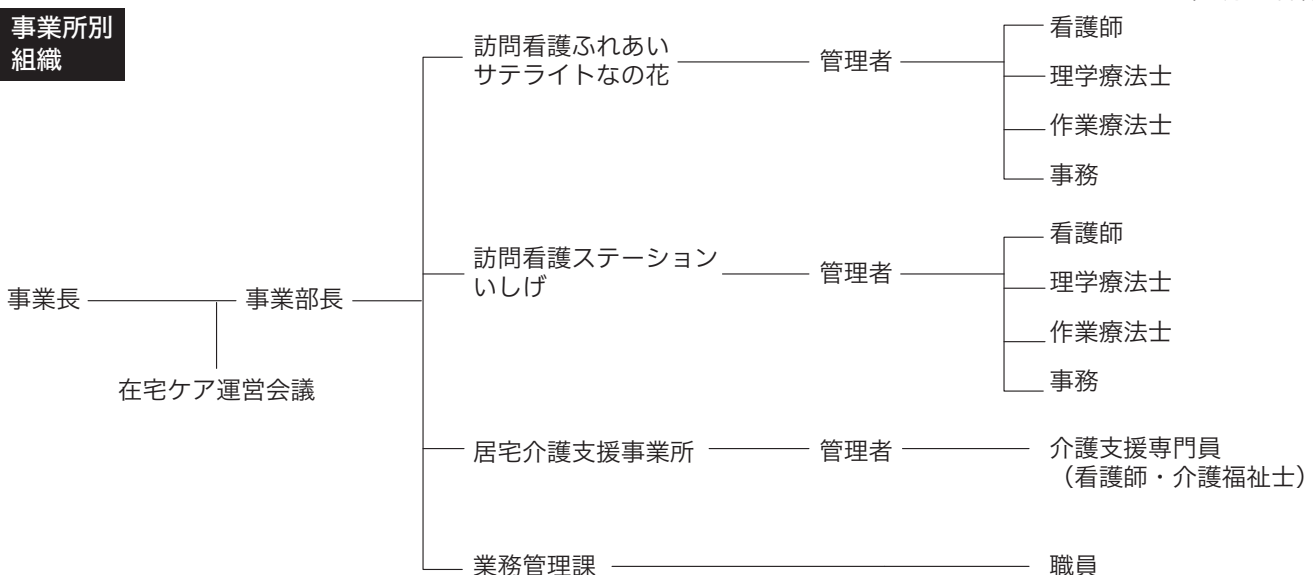 事業所別
組織
訪問看護ふれあい
サテライトなの花
管理者
看護師
理学療法士
作業療法士
事務
訪問看護ステーション
いしげ
管理者
看護師
理学療法士
作業療法士
事務
事業長
事業部長
在宅ケア運営会議
居宅介護支援事業所
管理者
介護支援専門員
（看護師・介護福祉士）
業務管理課
職員